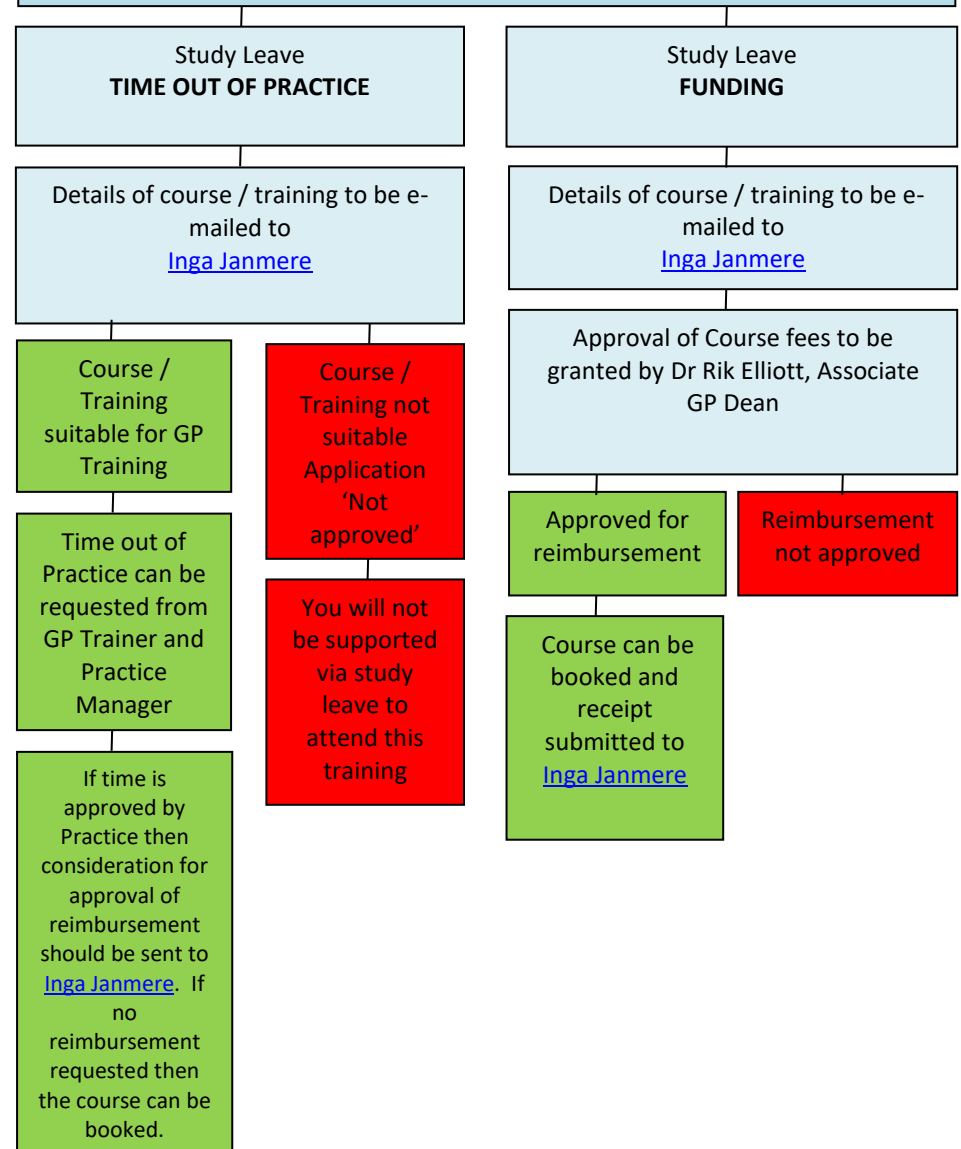 Study Leave
TIME OUT OF PRACTICE
Study Leave
FUNDING
Details of course / training to be e-
mailed to
Inga Janmere
Details of course / training to be e-
mailed to
Inga Janmere
Course /
Training
suitable for GP
Training
Course /
Training not
suitable
Application
‘Not
approved’
Approval of Course fees to be
granted by Dr Rik Elliott, Associate
GP Dean
Time out of
Practice can be
requested from
GP Trainer and
Practice
Manager
You will not
be supported
via study
leave to
attend this
training
Approved for
reimbursement
Reimbursement
not approved
If time is
approved by
Practice then
consideration for
approval of
reimbursement
should be sent to
Inga Janmere.  If
no
reimbursement
requested then
the course can be
booked.
Course can be
booked and
receipt
submitted to
Inga Janmere